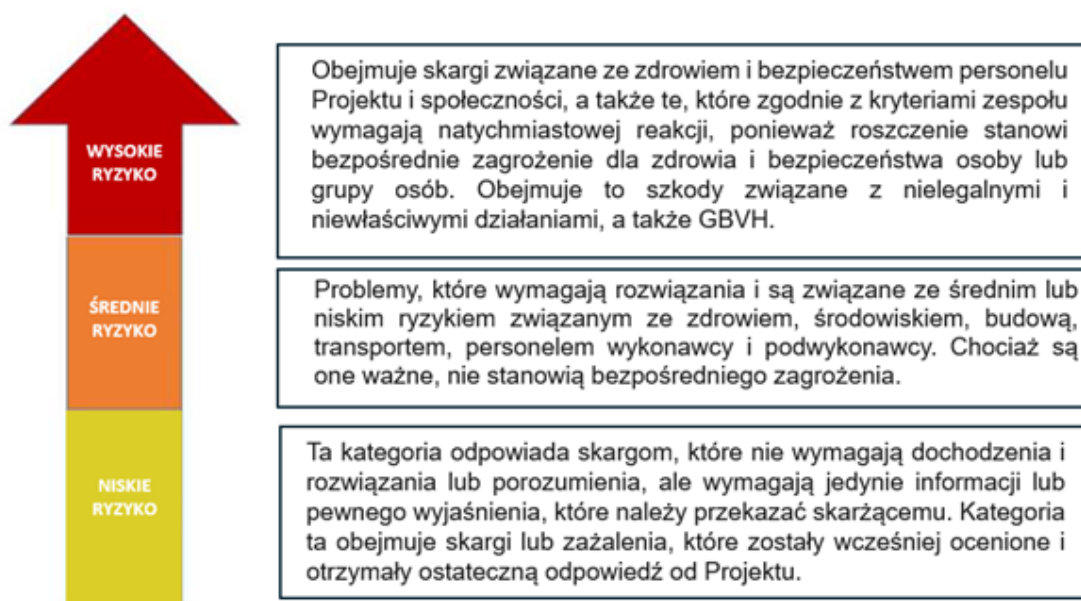 WYSOKIE
RYZYKO
Obejmuje skargi związane ze zdrowiem i bezpieczeństwem personelu
Projektu i społeczności, a także te, które zgodnie z kryteriami zespołu
wymagają natychmiastowej reakcji, ponieważ roszczenie stanowi
bezpośrednie zagrożenie dla zdrowia i bezpieczeństwa osoby lub
grupy osób. Obejmuje to szkody związane z nielegalnymi i
niewłaściwymi działaniami, a także GBVH.
ŚREDNIE
RYZYKO
Problemy, które wymagają rozwiązania i są związane ze średnim lub
niskim ryzykiem związanym ze zdrowiem, środowiskiem, budową,
transportem, personelem wykonawcy i podwykonawcy. Chociaż są
one ważne, nie stanowią bezpośredniego zagrożenia.
NISKIE
RYZYKO
Ta kategoria odpowiada skargom, które nie wymagają dochodzenia i
rozwiązania lub porozumienia, ale wymagają jedynie informacji lub
pewnego wyjaśnienia, które należy przekazać skarżącemu. Kategoria
ta obejmuje skargi lub zażalenia, które zostały wcześniej ocenione i
otrzymały ostateczną odpowiedź od Projektu.